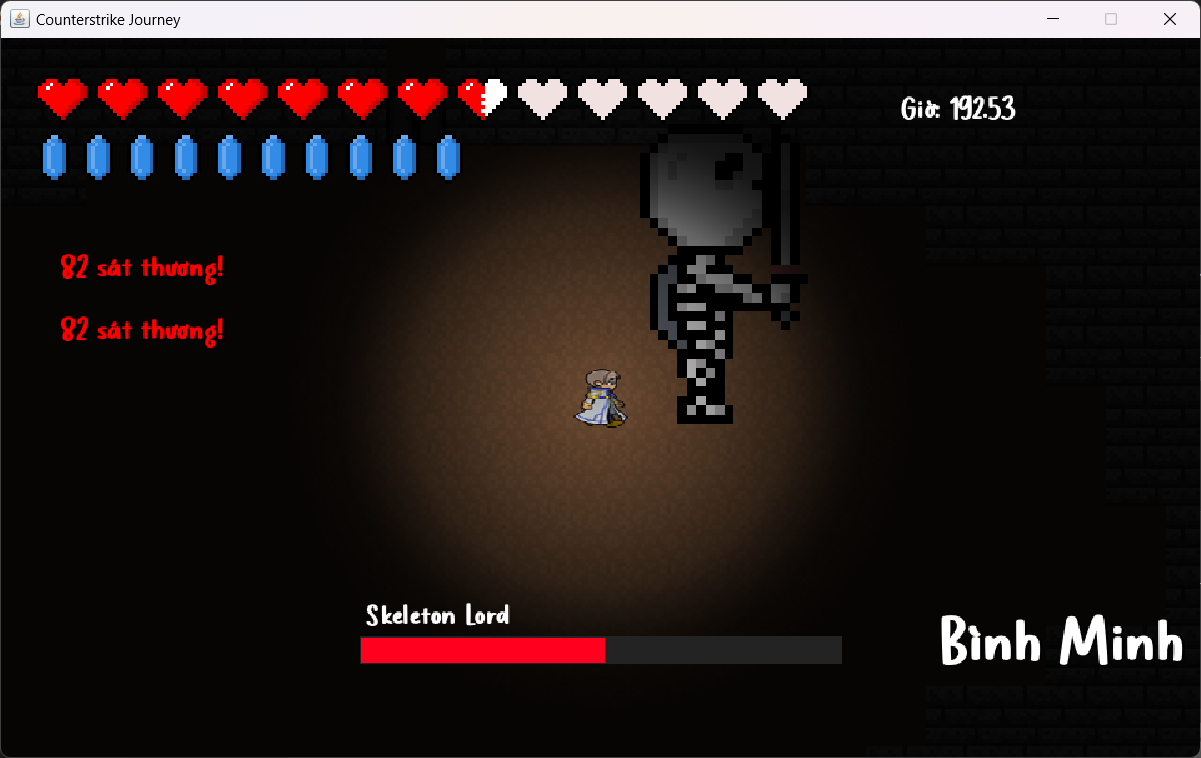 Counterstrike Journey
Giờ: 192.53
82 sát thương!
82 sát thương!
Skeleton Lord
Bình Minh